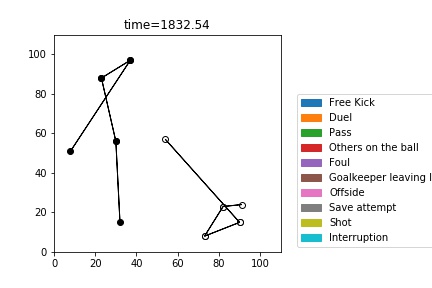 time=1832.54
100
80
60
40
20
0
0 20 40 60 80 100
Free Kick
Duel
Pass
Others on the ball
Foul
Goalkeeper leaving l
Offside
Save attempt
Shot
Interruption